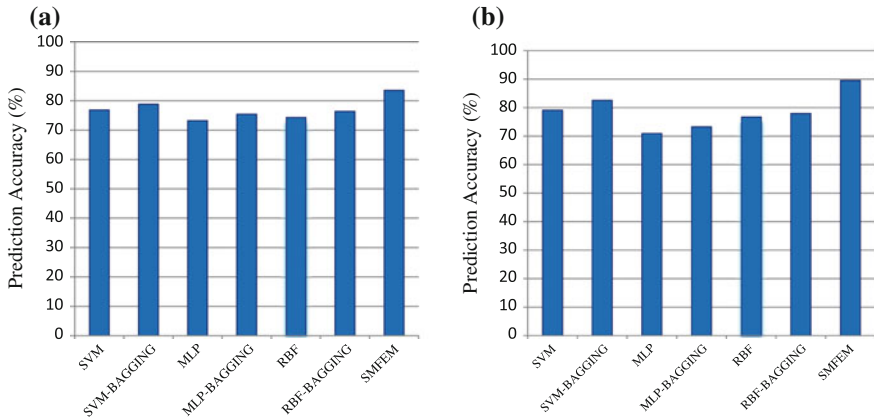 (a)
Prediction Accuracy (%)
100
90
80
70
60
50
40
30
20
10
0
SVM
SVM-BAGGING
MLP
MLP-BAGGING
RBF
RBF-BAGGING
SMFEM
(b)
Prediction Accuracy (%)
100
90
80
70
60
50
40
30
20
10
0
SVM
SVM-BAGGING
MLP
MLP-BAGGING
RBF
RBF-BAGGING
SMFEM